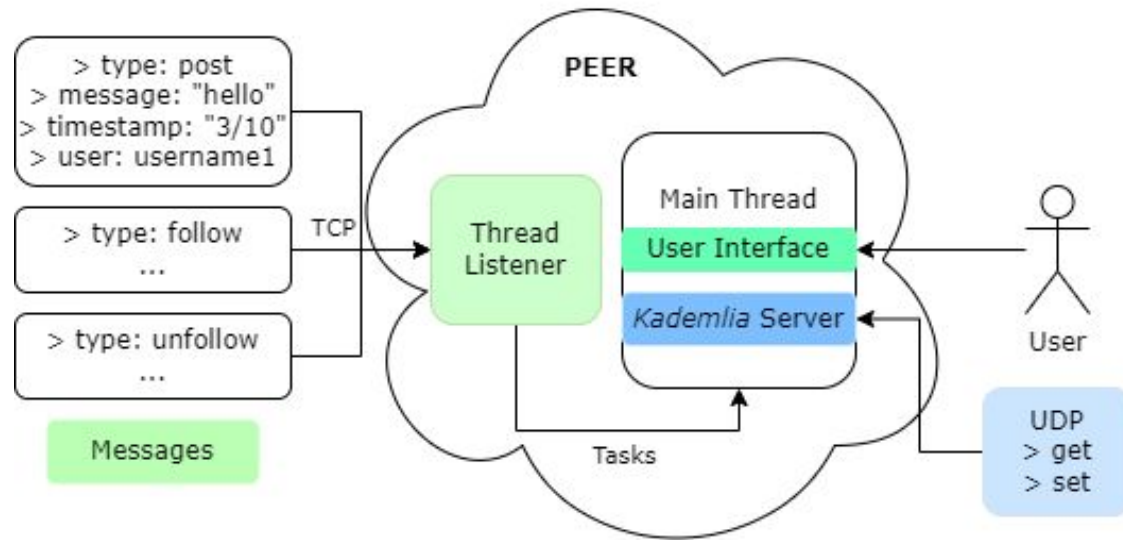 > type: post
> message: "hello"
> timestamp: "3/10"
> user: username1
> type: follow
...
> type: unfollow
...
Messages
TCP
PEER
Thread
Listener
Main Thread
User Interface
Kademlia Server
Tasks
User
UDP
> get
> set